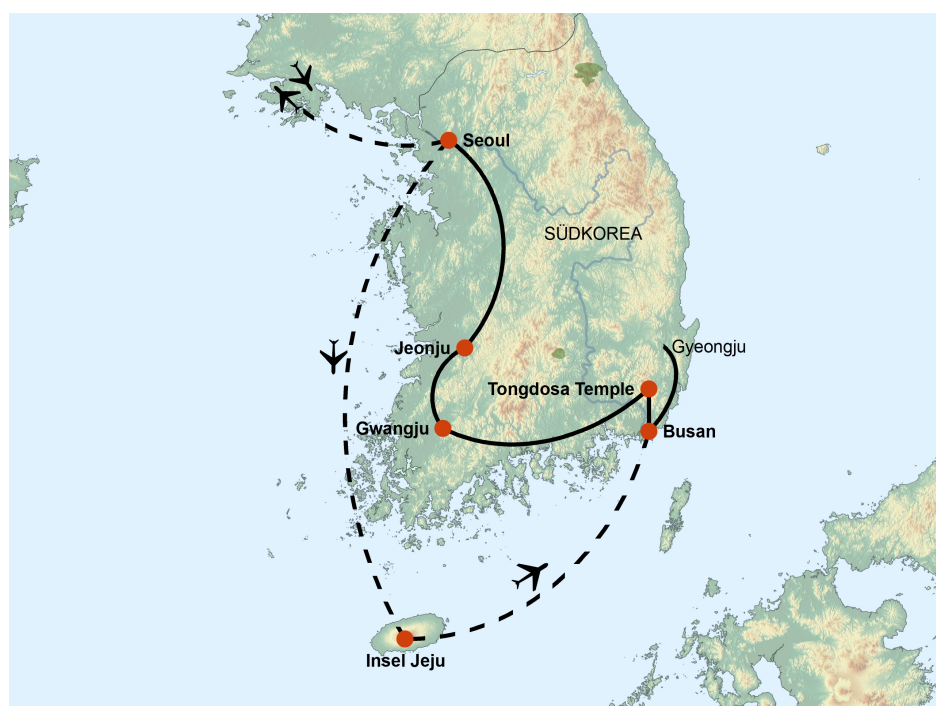 Seoul
SÜDKOREA
Jeonju
Gyeongju
Tongdosa Temple
Gwangju
Busan
Insel Jeju